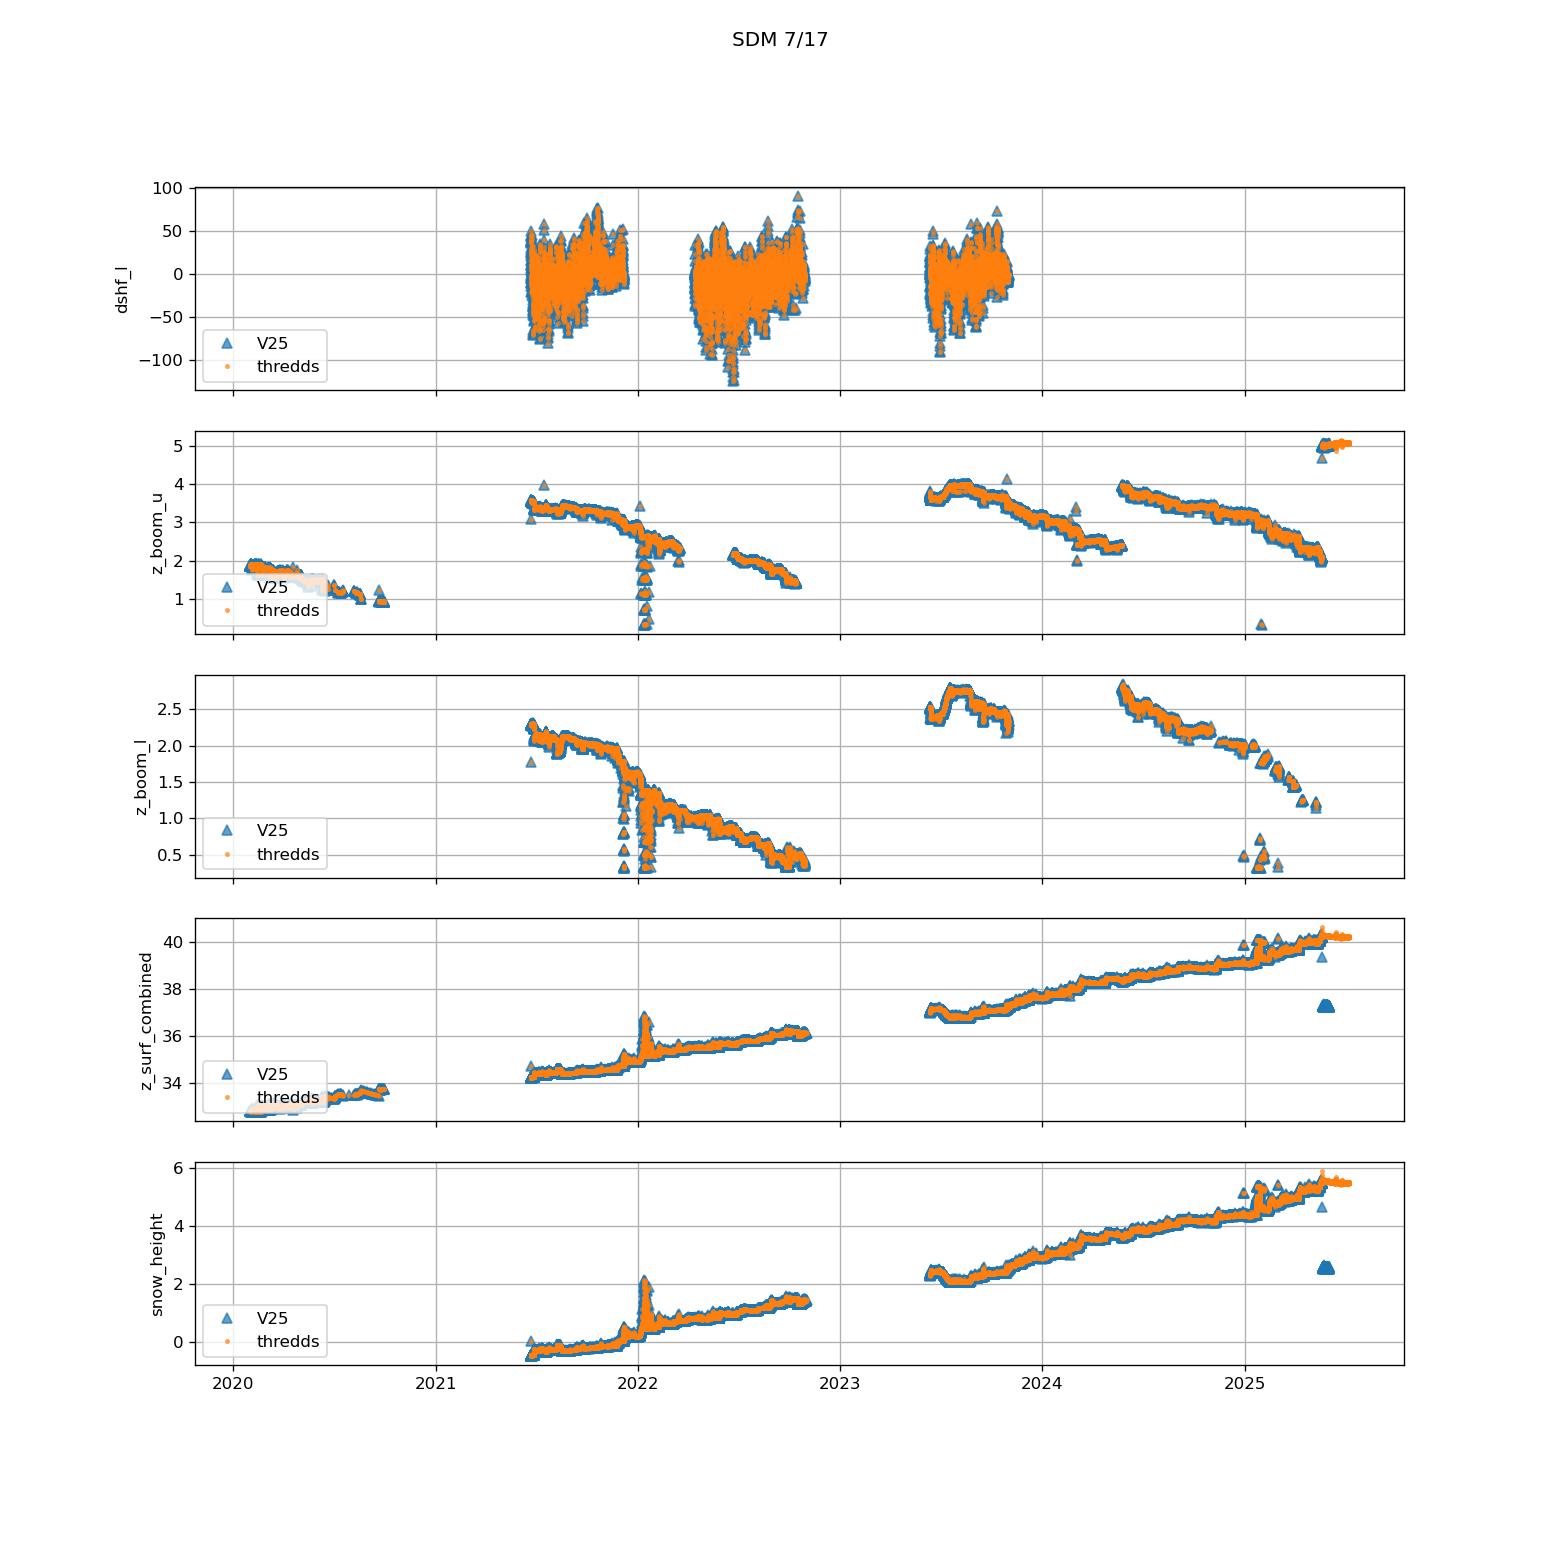 SDM 7/17
100
50
0
−50
−100
dshf_l
V25
thredds
5
4
3
2
1
z_boom_u
V25
thredds
2.5
2.0
1.5
1.0
0.5
z_boom_l
V25
thredds
40
38
36
34
z_surf_combined
V25
thredds
6
4
2
0
snow_height
V25
thredds
2020 2021 2022 2023 2024 2025